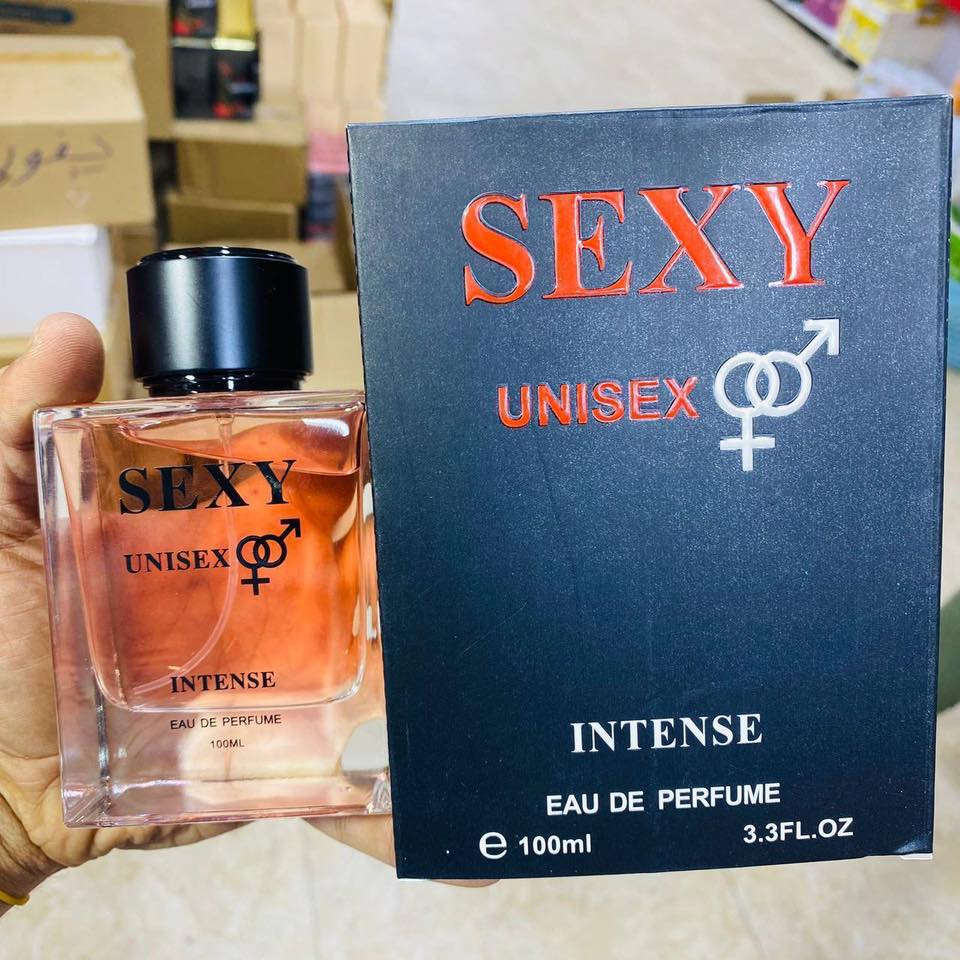 SEXY
UNISEX
INTENSE
EAU DE PERFUME
100ML
SEXY
UNISEX
INTENSE
EAU DE PERFUME
e 100ml
3.3FL.OZ